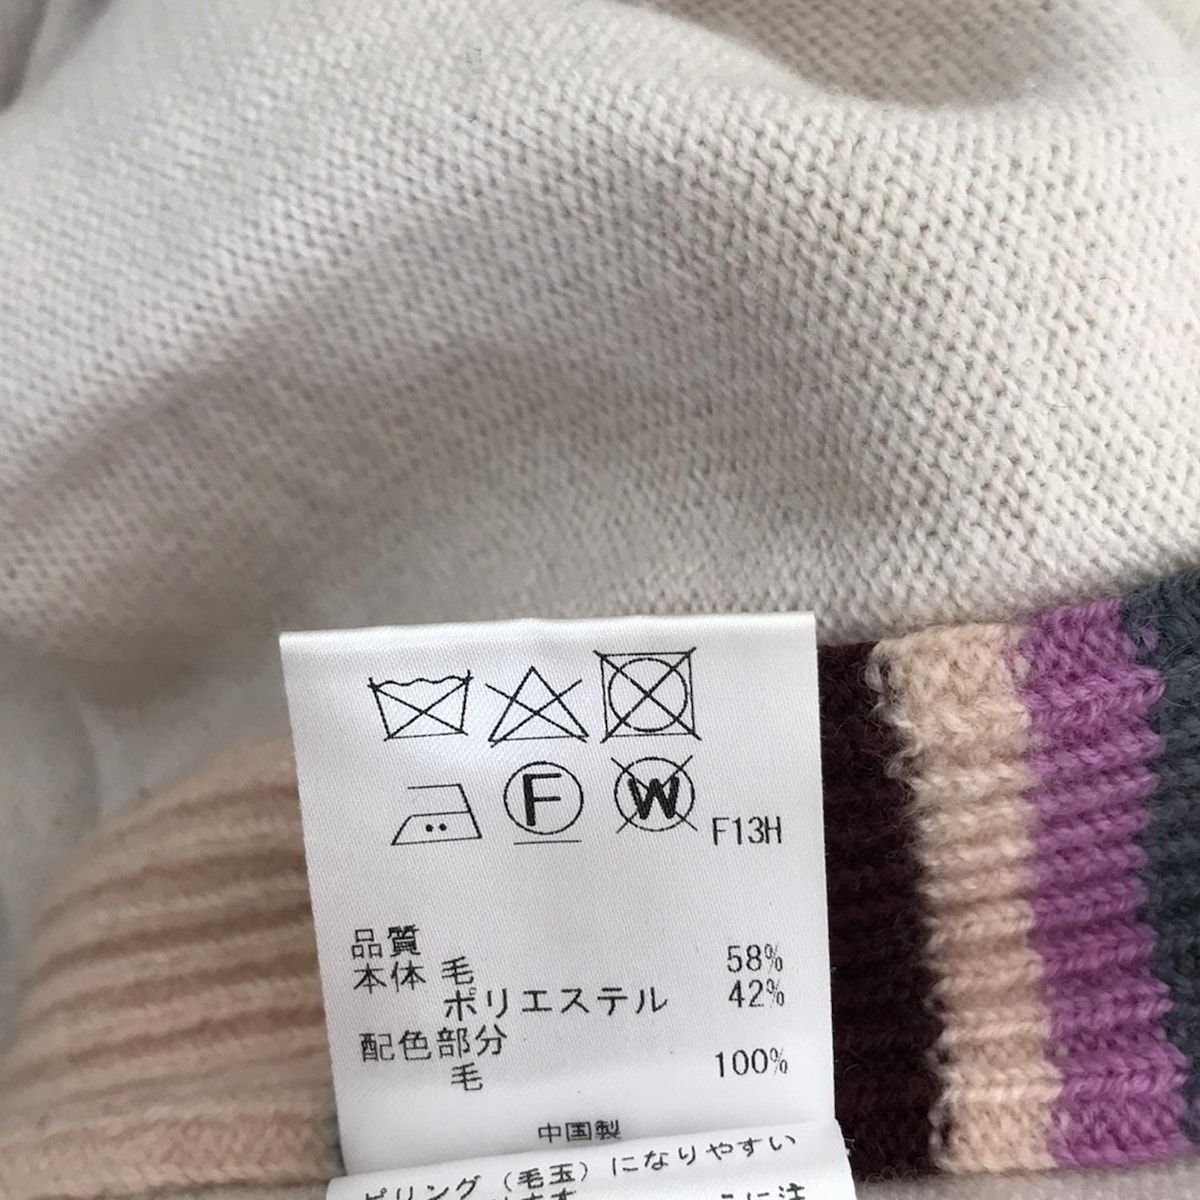 F W F13H
品質
本体 毛 58%
ポリエステル 42%
配色部分
毛 100%
中国製
ピリング（毛玉）になりやすい